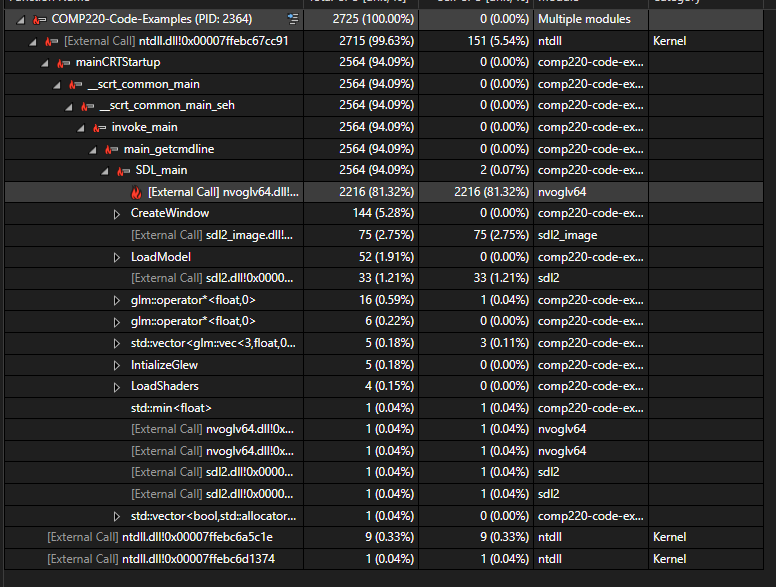 COMP220-Code-Examples (PID: 2364) 2725 (100.00%) 0 (0.00%) Multiple modules
[External Call] ntdll.dll!0x00007ffebc67cc91 2715 (99.63%) 151 (5.54%) ntdll Kernel
mainCRTStartup 2564 (94.09%) 0 (0.00%) comp220-code-ex...
__scrt_common_main 2564 (94.09%) 0 (0.00%) comp220-code-ex...
__scrt_common_main_seh 2564 (94.09%) 0 (0.00%) comp220-code-ex...
invoke_main 2564 (94.09%) 0 (0.00%) comp220-code-ex...
main_getcmdline 2564 (94.09%) 0 (0.00%) comp220-code-ex...
SDL_main 2564 (94.09%) 2 (0.07%) comp220-code-ex...
[External Call] nvoglv64.dll!... 2216 (81.32%) 2216 (81.32%) nvoglv64
CreateWindow 144 (5.28%) 0 (0.00%) comp220-code-ex...
[External Call] sdl2_image.dll!... 75 (2.75%) 75 (2.75%) sdl2_image
LoadModel 52 (1.91%) 0 (0.00%) comp220-code-ex...
[External Call] sdl2.dll!0x0000... 33 (1.21%) 33 (1.21%) sdl2
glm::operator*<float,0> 16 (0.59%) 1 (0.04%) comp220-code-ex...
glm::operator*<float,0> 6 (0.22%) 0 (0.00%) comp220-code-ex...
std::vector<glm::vec<3,float,0... 5 (0.18%) 3 (0.11%) comp220-code-ex...
IntializeGlew 5 (0.18%) 0 (0.00%) comp220-code-ex...
LoadShaders 4 (0.15%) 0 (0.00%) comp220-code-ex...
std::min<float> 1 (0.04%) 1 (0.04%) comp220-code-ex...
[External Call] nvoglv64.dll!0x... 1 (0.04%) 1 (0.04%) nvoglv64
[External Call] nvoglv64.dll!0x... 1 (0.04%) 1 (0.04%) nvoglv64
[External Call] sdl2.dll!0x0000... 1 (0.04%) 1 (0.04%) sdl2
[External Call] sdl2.dll!0x0000... 1 (0.04%) 1 (0.04%) sdl2
std::vector<bool,std::allocator... 1 (0.04%) 0 (0.00%) comp220-code-ex...
[External Call] ntdll.dll!0x00007ffebc6a5c1e 9 (0.33%) 9 (0.33%) ntdll Kernel
[External Call] ntdll.dll!0x00007ffebc6d1374 1 (0.04%) 1 (0.04%) ntdll Kernel